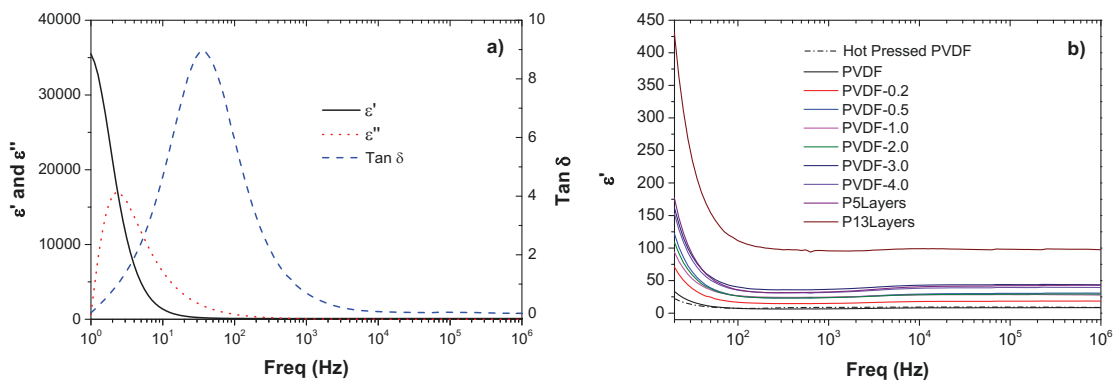 a)
ε' and ε''
40000
30000
20000
10000
0
10⁰ 10¹ 10² 10³ 10⁴ 10⁵ 10⁶
Freq (Hz)
ε'
ε''
Tan δ
10
8
6
4
2
0
Tan δ
b)
ε'
450
400
350
300
250
200
150
100
50
0
10² 10³ 10⁴ 10⁵ 10⁶
Freq (Hz)
Hot Pressed PVDF
PVDF
PVDF-0.2
PVDF-0.5
PVDF-1.0
PVDF-2.0
PVDF-3.0
PVDF-4.0
P5Layers
P13Layers